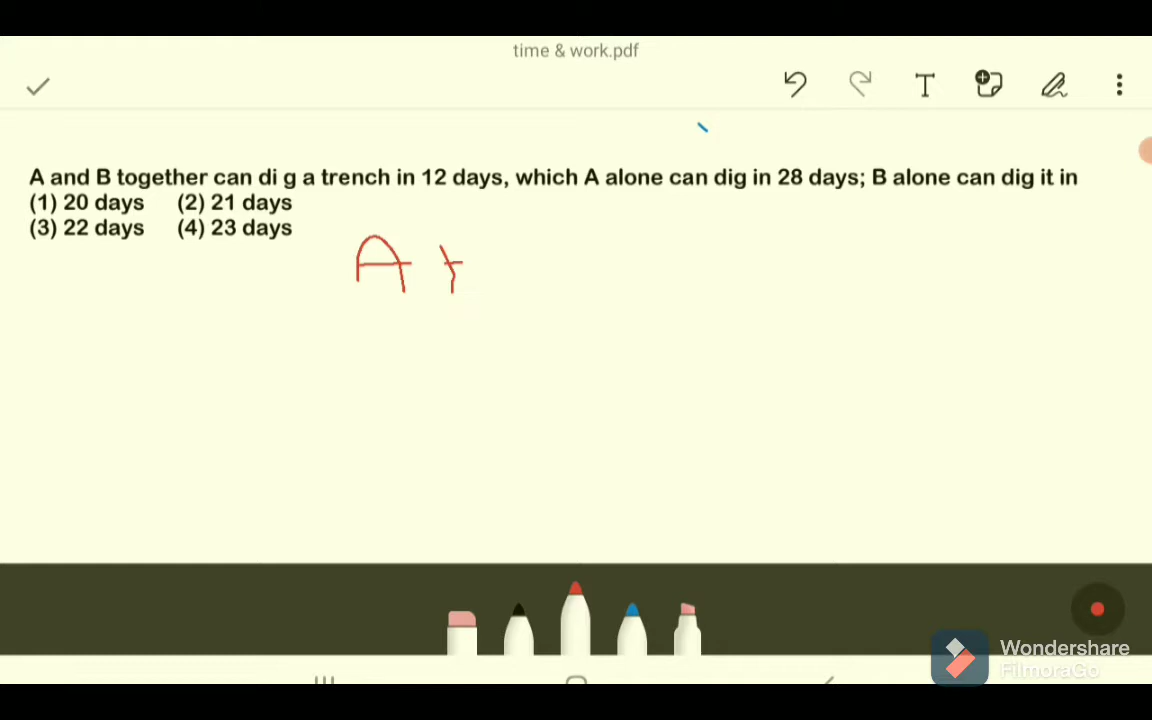 time & work.pdf
T
A and B together can di g a trench in 12 days, which A alone can dig in 28 days; B alone can dig it in
(1) 20 days (2) 21 days
(3) 22 days (4) 23 days
A +
Wondershare
FilmoraGo